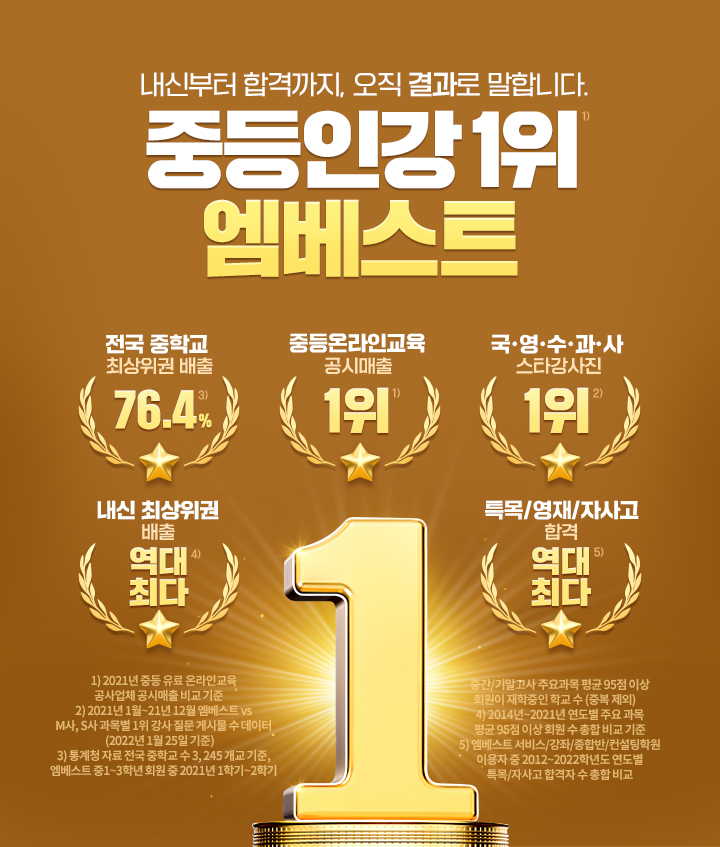 내신부터 합격까지, 오직 결과로 말합니다.
중등인강 1위 1)
엠베스트
전국 중학교
최상위권 배출
76.4% 3)
중등온라인교육
공시매출
1위 1)
국·영·수·과·사
스타강사진
1위 2)
내신 최상위권
배출
역대 4)
최다
특목/영재/자사고
합격
역대 5)
최다
1) 2021년 중등 유료 온라인교육
공사업체 공시매출 비교 기준
2) 2021년 1월~21년 12월 엠베스트 vs
M사, S사 과목별 1위 강사 질문 게시물 수 데이터
(2022년 1월 25일 기준)
3) 통계청 자료 전국 중학교 수 3, 245 개교 기준,
엠베스트 중1~3학년 회원 중 2021년 1학기~2학기
중간/기말고사 주요과목 평균 95점 이상
회원이 재학중인 학교 수 (중복 제외)
4) 2014년~2021년 연도별 주요 과목
평균 95점 이상 회원 수 총합 비교 기준
5) 엠베스트 서비스/강좌/종합반/컨설팅학원
이용자 중 2012~2022학년도 연도별
특목/자사고 합격자 수 총합 비교
1